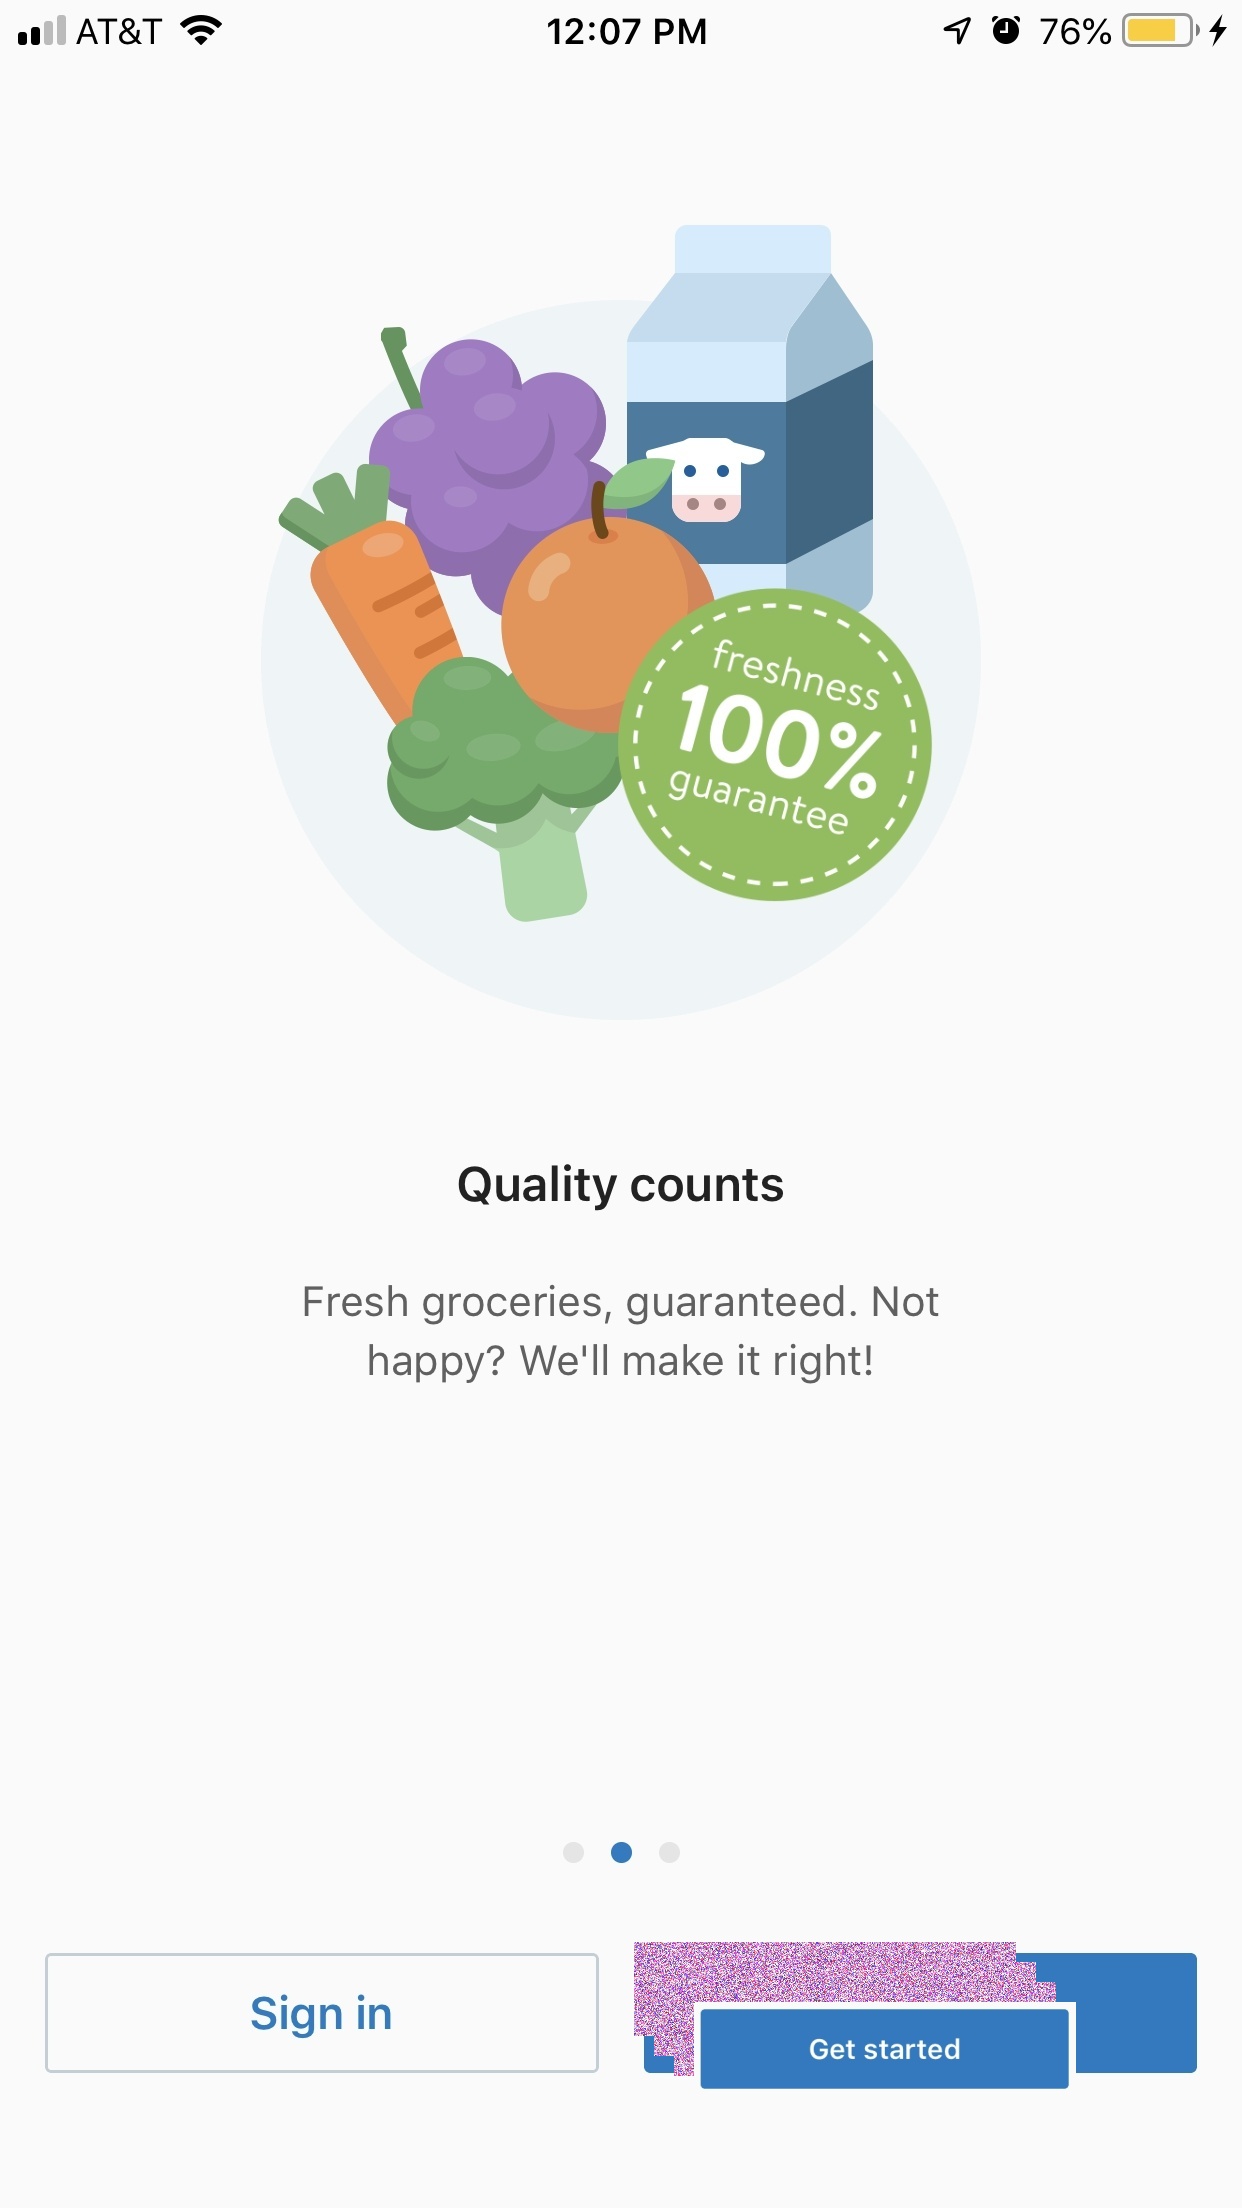 AT&T 12:07 PM 76%
freshness
100%
guarantee
Quality counts
Fresh groceries, guaranteed. Not
happy? We'll make it right!
Sign in
Get started